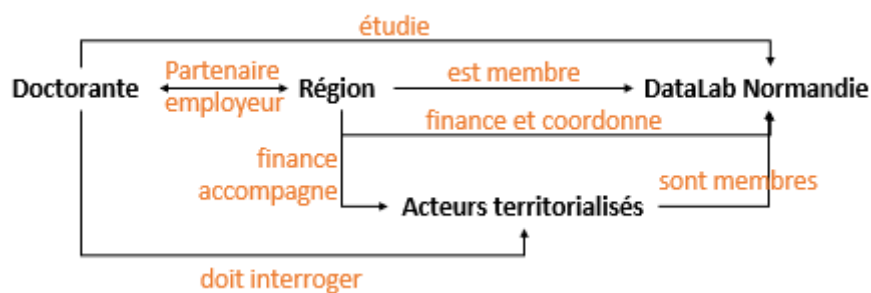 étudie
Doctorante
Partenaire
employeur
Région
est membre
DataLab Normandie
finance et coordonne
finance
accompagne
Acteurs territorialisés
sont membres
doit interroger